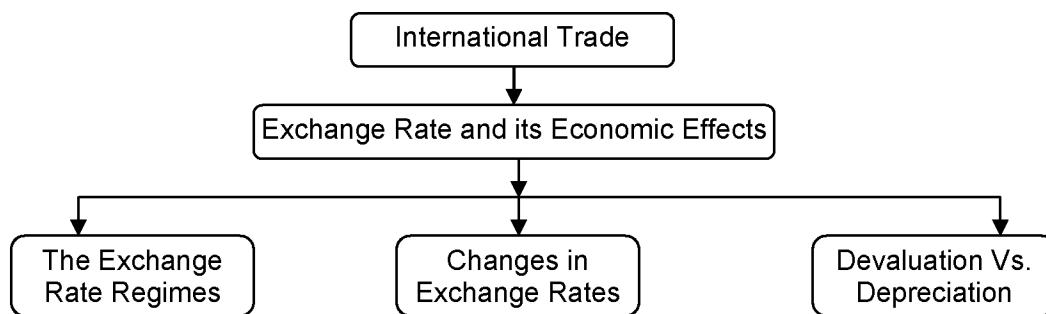 International Trade
Exchange Rate and its Economic Effects
The Exchange
Rate Regimes
Changes in
Exchange Rates
Devaluation Vs.
Depreciation